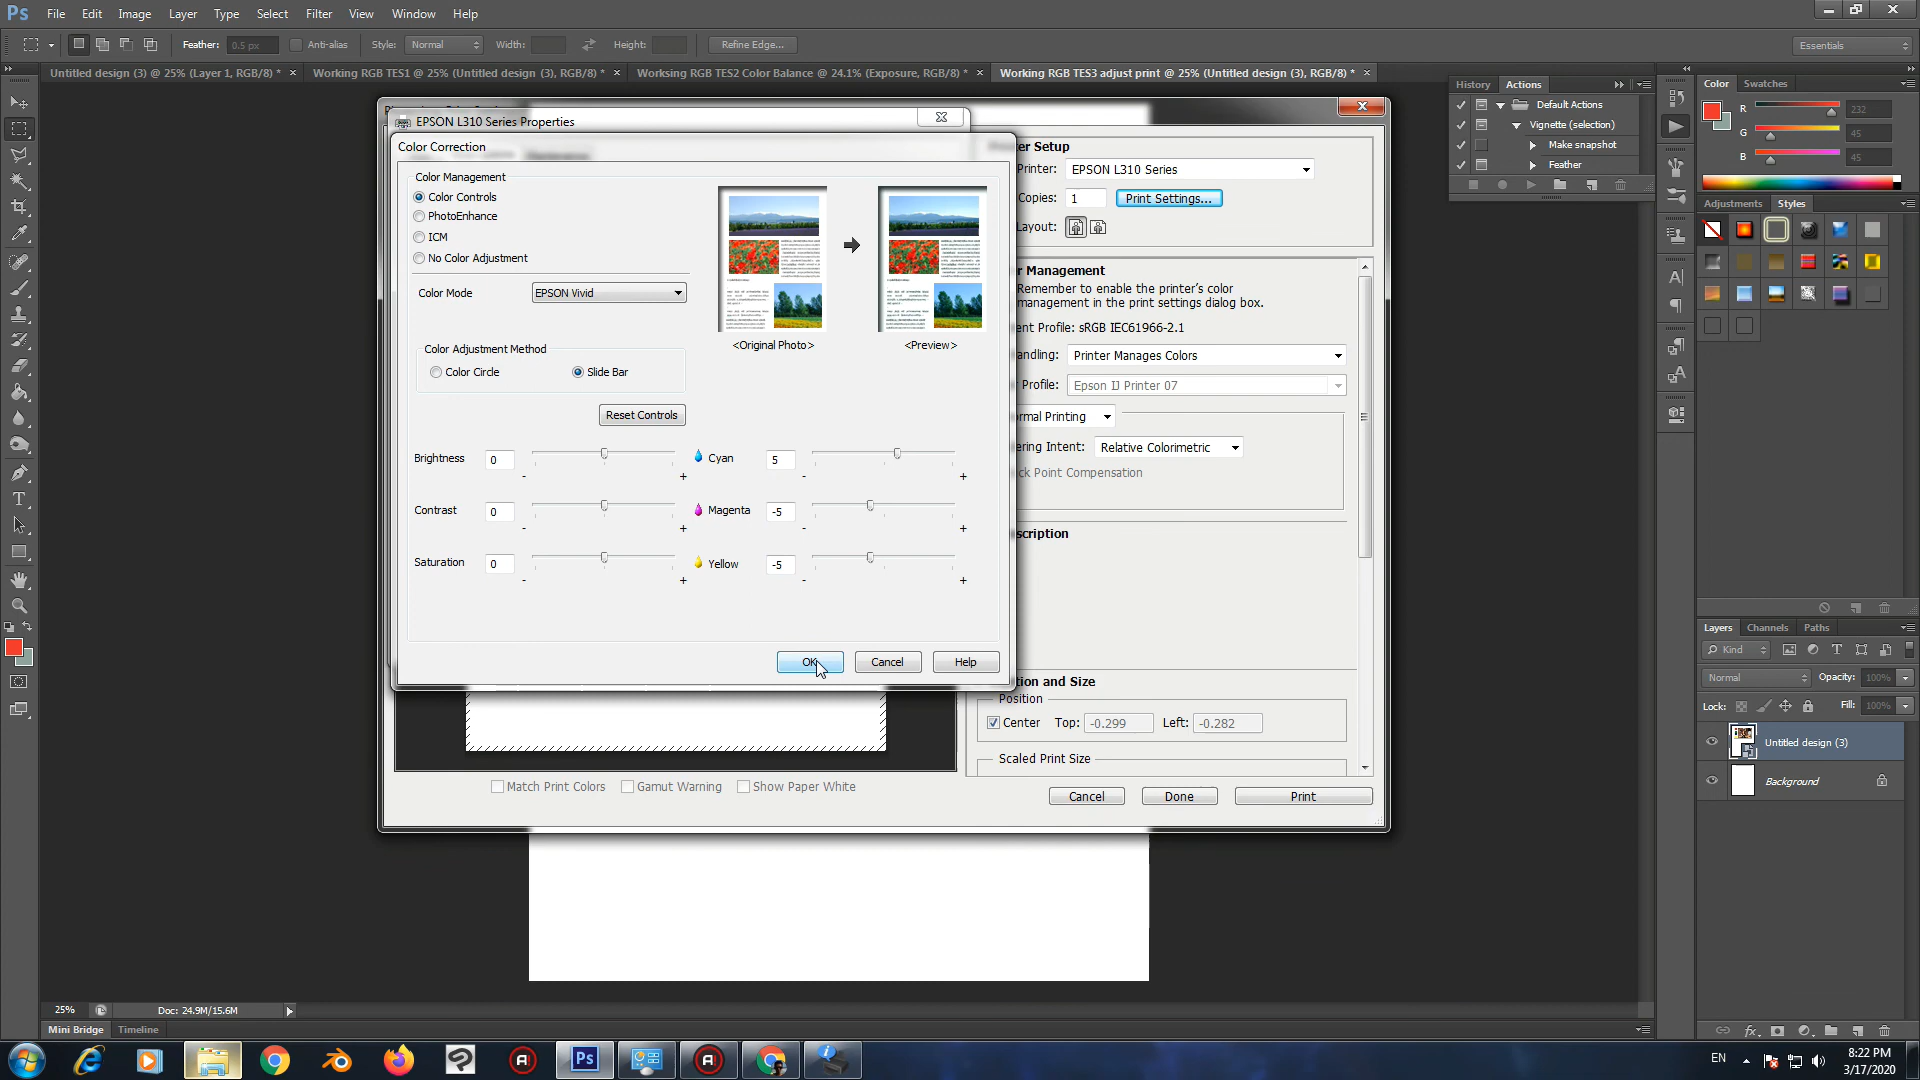 Ps File Edit Image Layer Type Select Filter View Window Help
Feather: 0.5 px Anti-alias Style: Normal Width: Height: Refine Edge... Essentials
Untitled design (3) @ 25% (Layer 1, RGB/8) * × Working RGB TES1 @ 25% (Untitled design (3), RGB/8) * × Worksing RGB TES2 Color Balance @ 24.1% (Exposure, RGB/8) * × Working RGB TES3 adjust print @ 25% (Untitled design (3), RGB/8) * ×
EPSON L310 Series Properties
Color Correction
Color Management
Color Controls
PhotoEnhance
ICM
No Color Adjustment
Color Mode EPSON Vivid
<Original Photo> <Preview>
Color Adjustment Method
Color Circle Slide Bar
Reset Controls
Brightness 0 - + Cyan 5 - +
Contrast 0 - + Magenta -5 - +
Saturation 0 - + Yellow -5 - +
OK Cancel Help
er Setup
Printer: EPSON L310 Series
Copies: 1 Print Settings...
Layout:
r Management
Remember to enable the printer's color
management in the print settings dialog box.
ent Profile: sRGB IEC61966-2.1
andling: Printer Manages Colors
r Profile: Epson IJ Printer 07
rmal Printing
ering Intent: Relative Colorimetric
ck Point Compensation
scription
tion and Size
Position
Center Top: -0.299 Left: -0.282
Scaled Print Size
Match Print Colors Gamut Warning Show Paper White
Cancel Done Print
History Actions
Default Actions
Vignette (selection)
Make snapshot
Feather
Color Swatches
R 232
G 45
B 45
Adjustments Styles
Layers Channels Paths
Kind
Normal Opacity: 100%
Lock: Fill: 100%
Untitled design (3)
Background
25% Doc: 24.9M/15.6M
Mini Bridge Timeline
Ps
EN 8:22 PM
3/17/2020